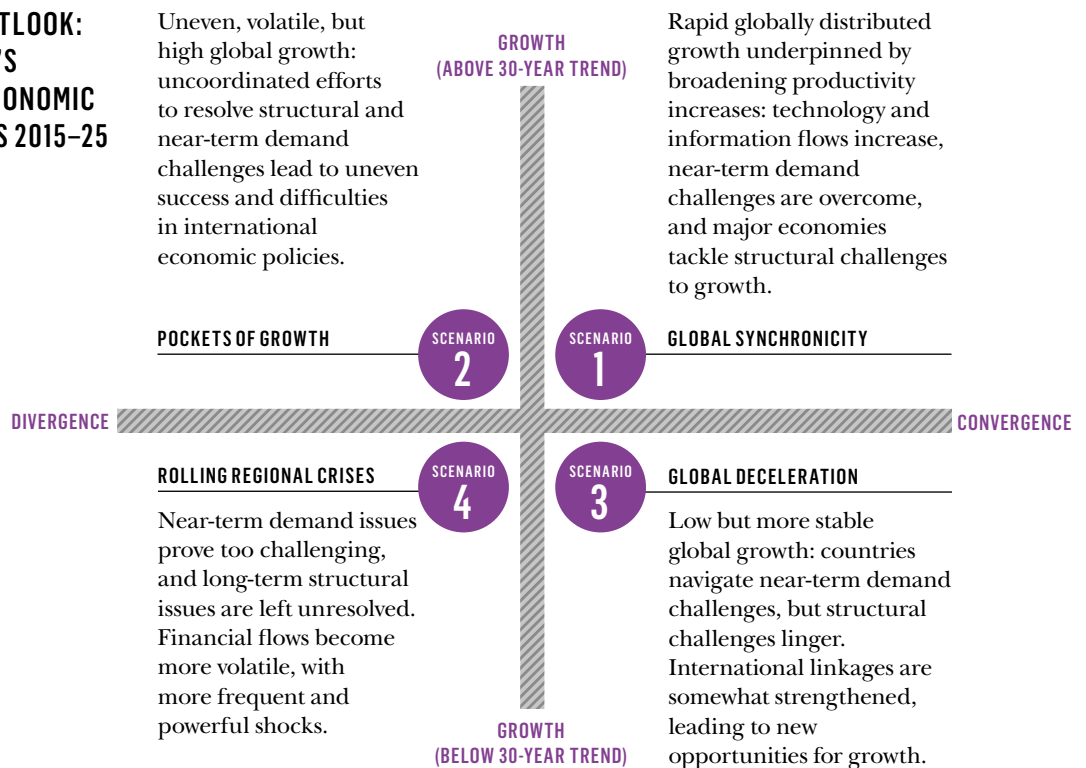 TLOOK:
'S
ONOMIC
S 2015–25
Uneven, volatile, but
high global growth:
uncoordinated efforts
to resolve structural and
near-term demand
challenges lead to uneven
success and difficulties
in international
economic policies.
GROWTH
(ABOVE 30-YEAR TREND)
Rapid globally distributed
growth underpinned by
broadening productivity
increases: technology and
information flows increase,
near-term demand
challenges are overcome,
and major economies
tackle structural challenges
to growth.
POCKETS OF GROWTH
SCENARIO
2
SCENARIO
1
GLOBAL SYNCHRONICITY
DIVERGENCE
CONVERGENCE
ROLLING REGIONAL CRISES
SCENARIO
4
SCENARIO
3
GLOBAL DECELERATION
Near-term demand issues
prove too challenging,
and long-term structural
issues are left unresolved.
Financial flows become
more volatile, with
more frequent and
powerful shocks.
Low but more stable
global growth: countries
navigate near-term demand
challenges, but structural
challenges linger.
International linkages are
somewhat strengthened,
leading to new
opportunities for growth.
GROWTH
(BELOW 30-YEAR TREND)